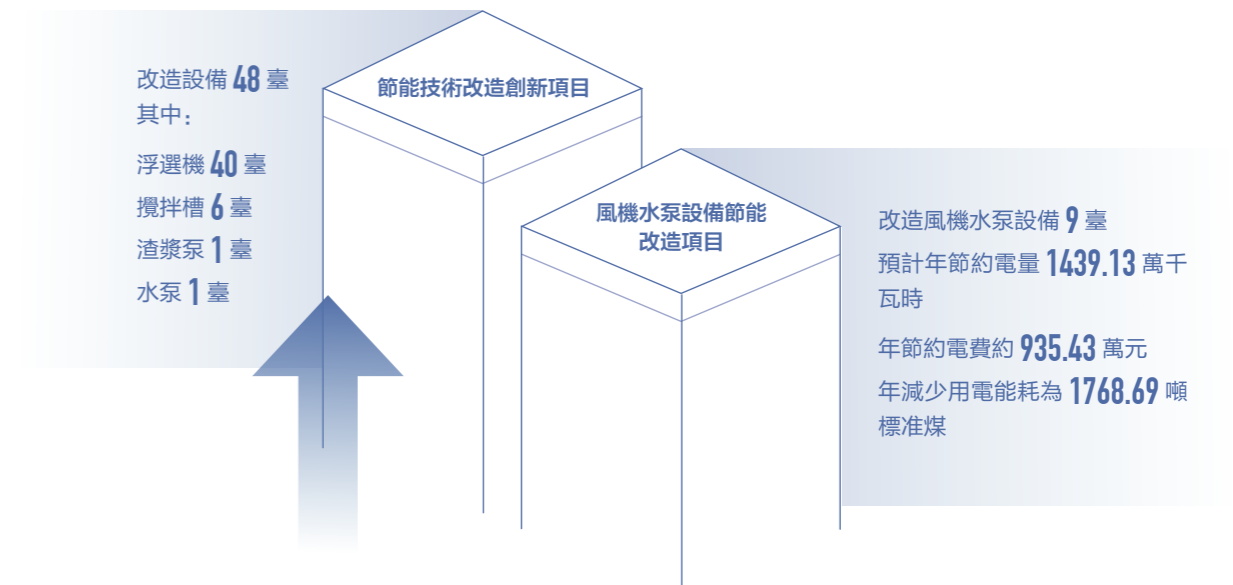 節能技術改造創新項目
改造設備 48 臺
其中:
浮選機 40 臺
攪拌槽 6 臺
渣漿泵 1 臺
水泵 1 臺
風機水泵設備節能
改造項目
改造風機水泵設備 9 臺
預計年節約電量 1439.13 萬千
瓦時
年節約電費約 935.43 萬元
年減少用電能耗為 1768.69 噸
標准煤